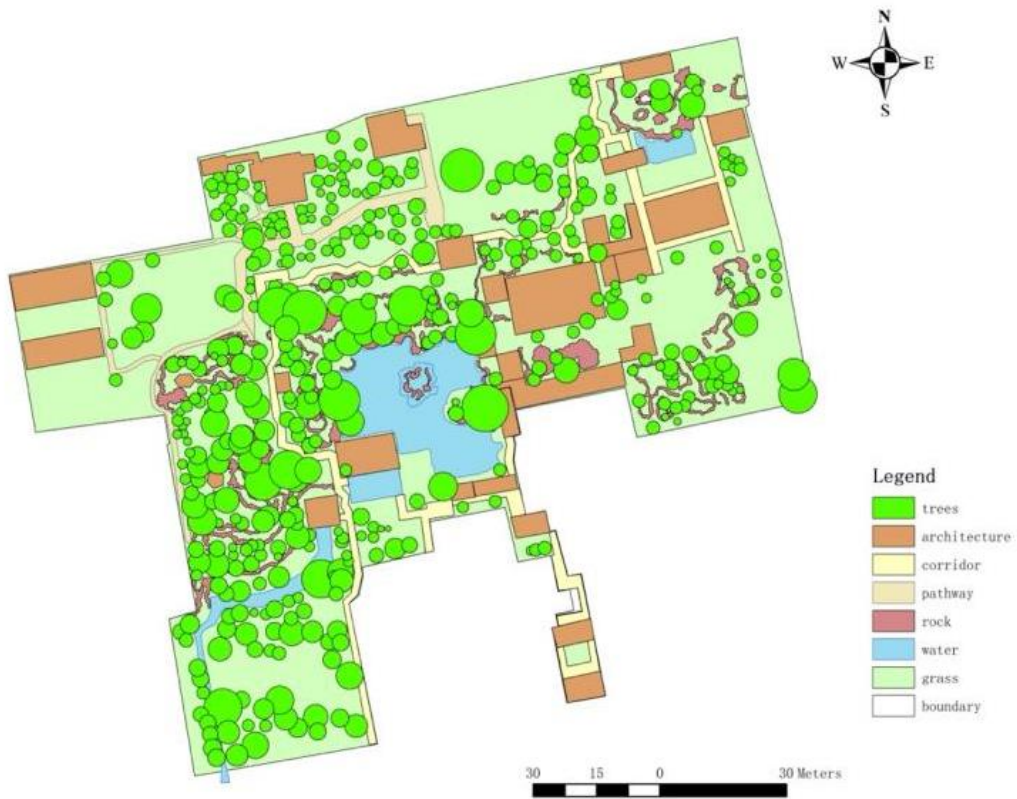 N
W E
S
Legend
trees
architecture
corridor
pathway
rock
water
grass
boundary
30 15 0 30 Meters